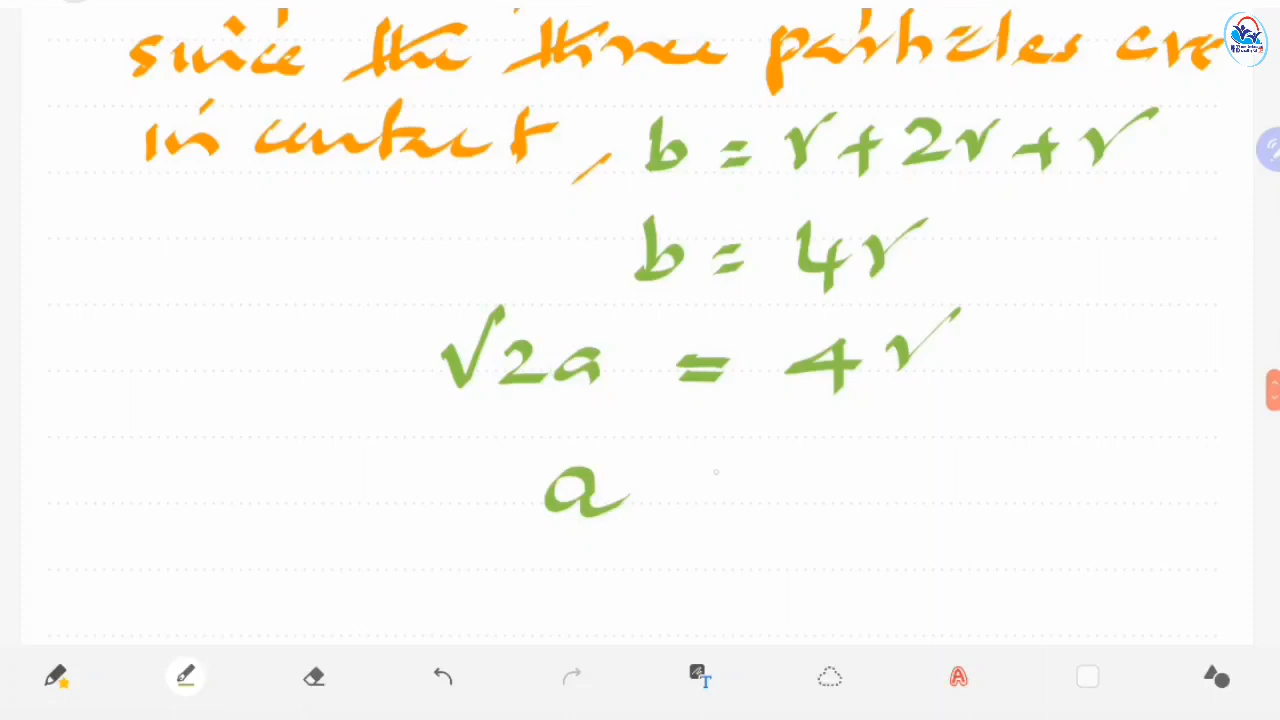 since the three particles are
in contact, b = r + 2r + r
b = 4r
√2a = 4r
a